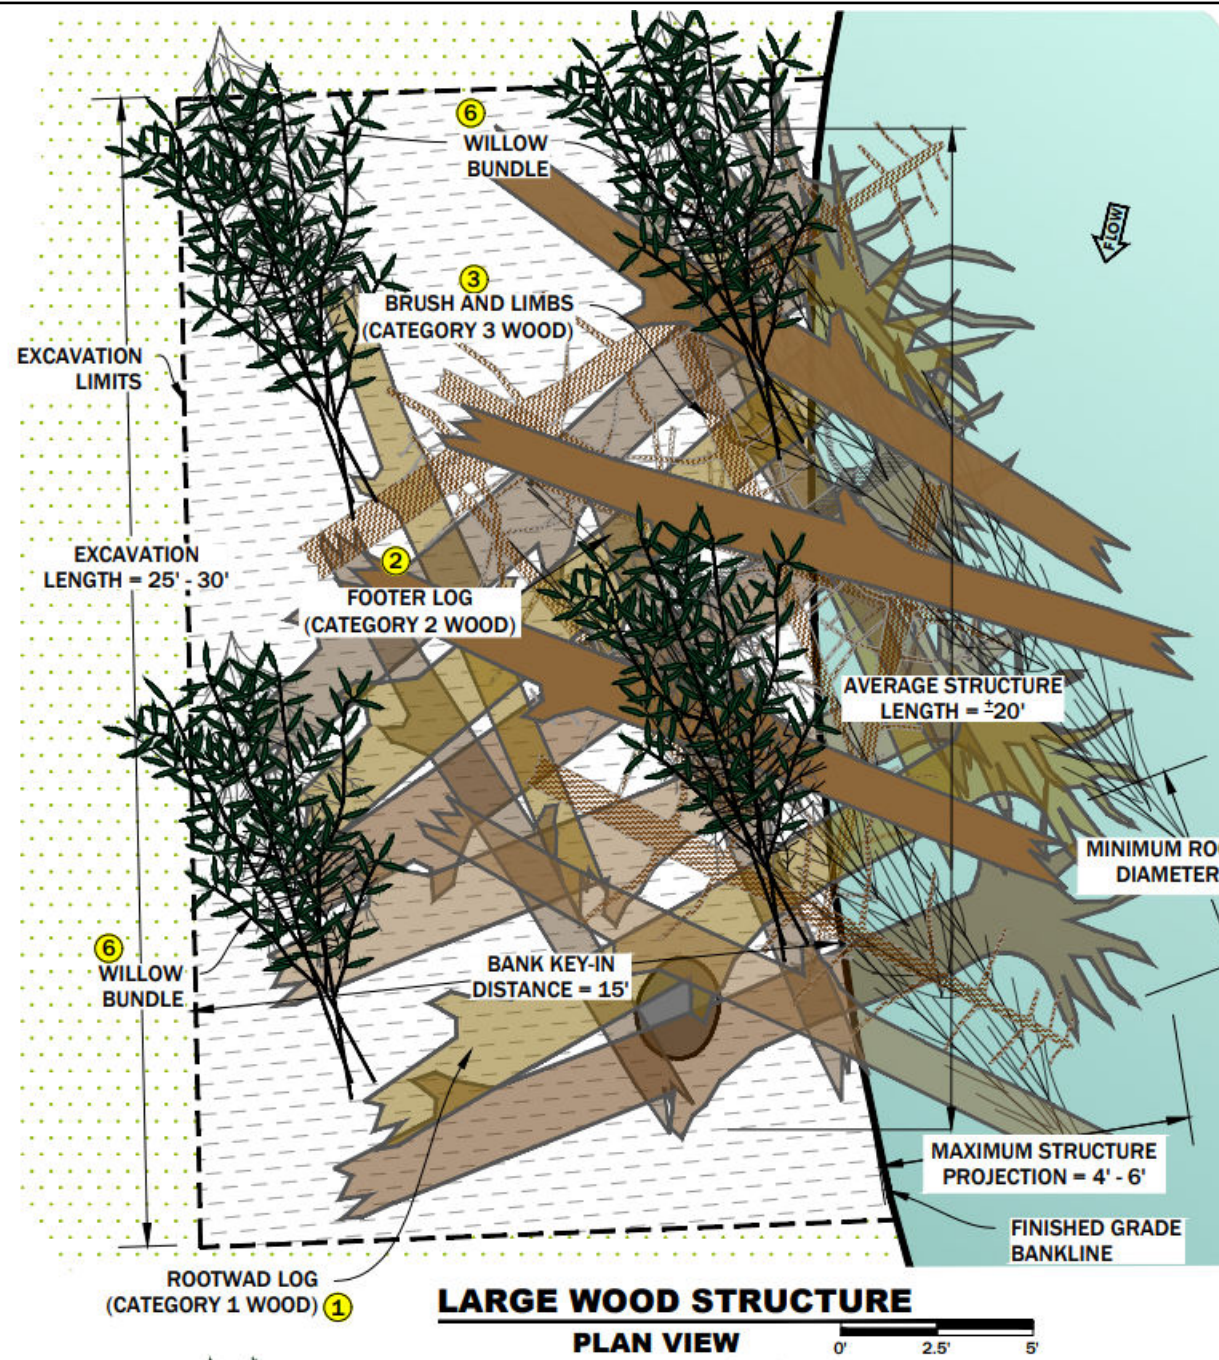 6
WILLOW
BUNDLE
FLOW
3
BRUSH AND LIMBS
(CATEGORY 3 WOOD)
EXCAVATION
LIMITS
EXCAVATION
LENGTH = 25' - 30'
2
FOOTER LOG
(CATEGORY 2 WOOD)
AVERAGE STRUCTURE
LENGTH = ±20'
MINIMUM
DIAMETER
6
WILLOW
BUNDLE
BANK KEY-IN
DISTANCE = 15'
MAXIMUM STRUCTURE
PROJECTION = 4' - 6'
FINISHED GRADE
BANKLINE
ROOTWAD LOG
(CATEGORY 1 WOOD) 1
LARGE WOOD STRUCTURE
PLAN VIEW
0' 2.5' 5'